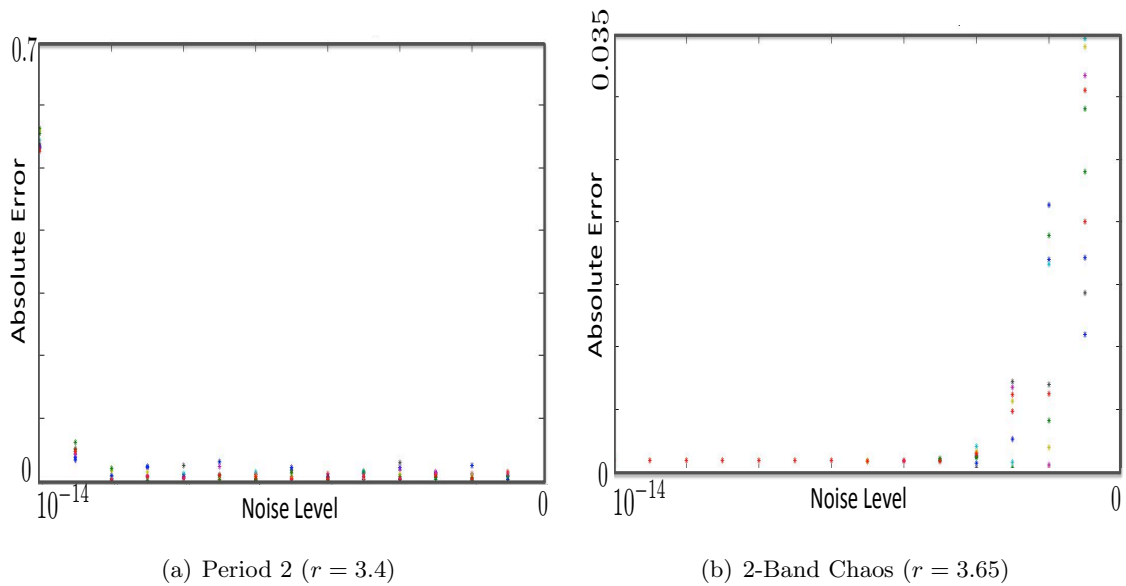 0.7
Absolute Error
0
10^{-14}
Noise Level
0
(a) Period 2 (r = 3.4)
0.035
Absolute Error
0
10^{-14}
Noise Level
0
(b) 2-Band Chaos (r = 3.65)